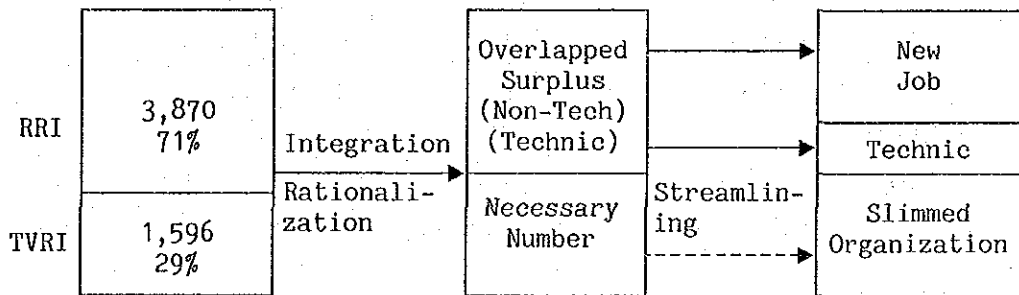 RRI
3,870
71%
TVRI
1,596
29%
Integration
Rationali-
zation
Overlapped
Surplus
(Non-Tech)
(Technic)
Necessary
Number
Streamlin-
ing
New
Job
Technic
Slimmed
Organization